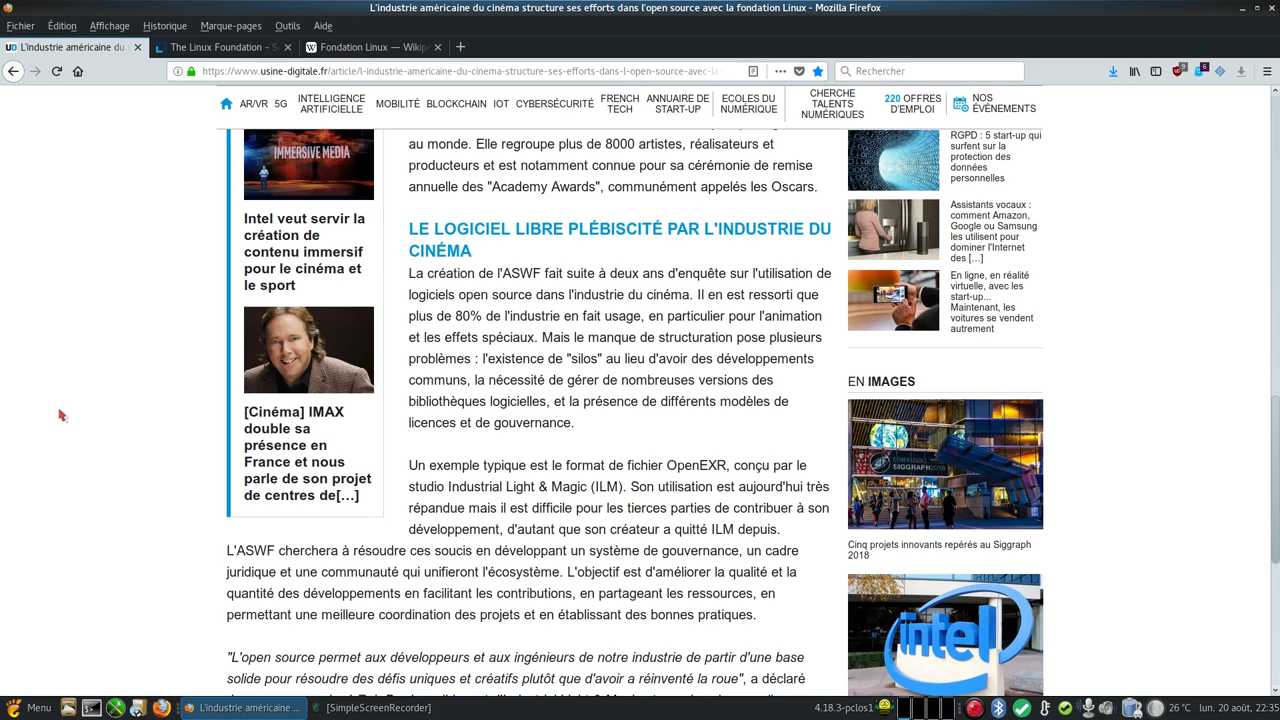 L'industrie américaine du cinéma structure ses efforts dans l'open source avec la fondation Linux - Mozilla Firefox
Fichier Édition Affichage Historique Marque-pages Outils Aide
UD L'industrie américaine du
The Linux Foundation – S
W Fondation Linux — Wikipé
https://www.usine-digitale.fr/article/l-industrie-americaine-du-cinema-structure-ses-efforts-dans-l-open-source-avec-la-
Rechercher
9
6
AR/VR 5G
INTELLIGENCE
ARTIFICIELLE
MOBILITÉ BLOCKCHAIN IOT CYBERSÉCURITÉ
FRENCH
TECH
ANNUAIRE DE
START-UP
ECOLES DU
NUMÉRIQUE
CHERCHE
TALENTS
NUMÉRIQUES
220 OFFRES
D'EMPLOI
NOS
ÉVÉNEMENTS
IMMERSIVE MEDIA
Intel veut servir la
création de
contenu immersif
pour le cinéma et
le sport
[Cinéma] IMAX
double sa
présence en
France et nous
parle de son projet
de centres de[…]
au monde. Elle regroupe plus de 8000 artistes, réalisateurs et
producteurs et est notamment connue pour sa cérémonie de remise
annuelle des "Academy Awards", communément appelés les Oscars.
LE LOGICIEL LIBRE PLÉBISCITÉ PAR L'INDUSTRIE DU
CINÉMA
La création de l'ASWF fait suite à deux ans d'enquête sur l'utilisation de
logiciels open source dans l'industrie du cinéma. Il en est ressorti que
plus de 80% de l'industrie en fait usage, en particulier pour l'animation
et les effets spéciaux. Mais le manque de structuration pose plusieurs
problèmes : l'existence de "silos" au lieu d'avoir des développements
communs, la nécessité de gérer de nombreuses versions des
bibliothèques logicielles, et la présence de différents modèles de
licences et de gouvernance.
Un exemple typique est le format de fichier OpenEXR, conçu par le
studio Industrial Light & Magic (ILM). Son utilisation est aujourd'hui très
répandue mais il est difficile pour les tierces parties de contribuer à son
développement, d'autant que son créateur a quitté ILM depuis.
L'ASWF cherchera à résoudre ces soucis en développant un système de gouvernance, un cadre
juridique et une communauté qui unifieront l'écosystème. L'objectif est d'améliorer la qualité et la
quantité des développements en facilitant les contributions, en partageant les ressources, en
permettant une meilleure coordination des projets et en établissant des bonnes pratiques.
"L'open source permet aux développeurs et aux ingénieurs de notre industrie de partir d'une base
solide pour résoudre des défis uniques et créatifs plutôt que d'avoir a réinventé la roue", a déclaré
RGPD : 5 start-up qui
surfent sur la
protection des
données
personnelles
Assistants vocaux :
comment Amazon,
Google ou Samsung
les utilisent pour
dominer l'Internet
des […]
En ligne, en réalité
virtuelle, avec les
start-up...
Maintenant, les
voitures se vendent
autrement
EN IMAGES
GENERATIONS
SIGGRAPH2018
Cinq projets innovants repérés au Siggraph
2018
intel
Menu
L'industrie américaine ...
[SimpleScreenRecorder]
4.18.3-pclos1
26 °C
lun. 20 août, 22:35